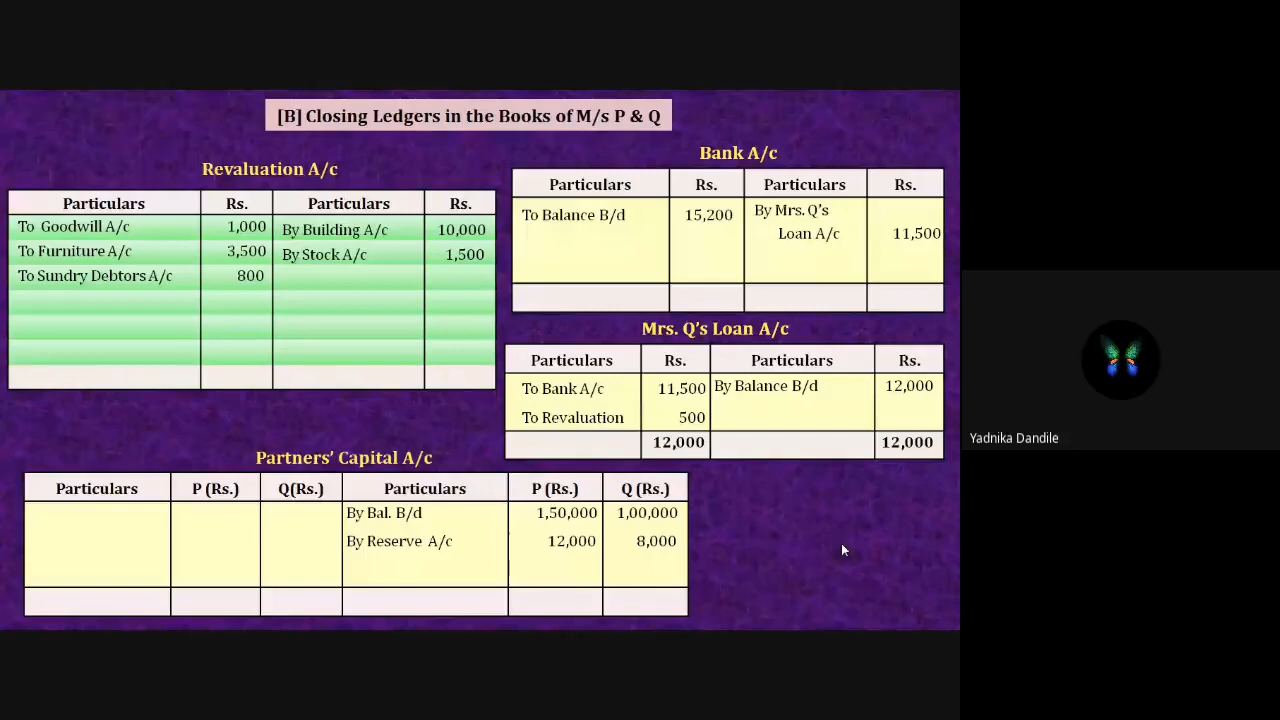 [B] Closing Ledgers in the Books of M/s P & Q
Revaluation A/c
Particulars Rs. Particulars Rs.
To Goodwill A/c 1,000 By Building A/c 10,000
To Furniture A/c 3,500 By Stock A/c 1,500
To Sundry Debtors A/c 800
Bank A/c
Particulars Rs. Particulars Rs.
To Balance B/d 15,200 By Mrs. Q's
Loan A/c 11,500
Mrs. Q's Loan A/c
Particulars Rs. Particulars Rs.
To Bank A/c 11,500 By Balance B/d 12,000
To Revaluation 500
12,000 12,000
Partners' Capital A/c
Particulars P (Rs.) Q(Rs.) Particulars P (Rs.) Q (Rs.)
By Bal. B/d 1,50,000 1,00,000
By Reserve A/c 12,000 8,000
Yadnika Dandile